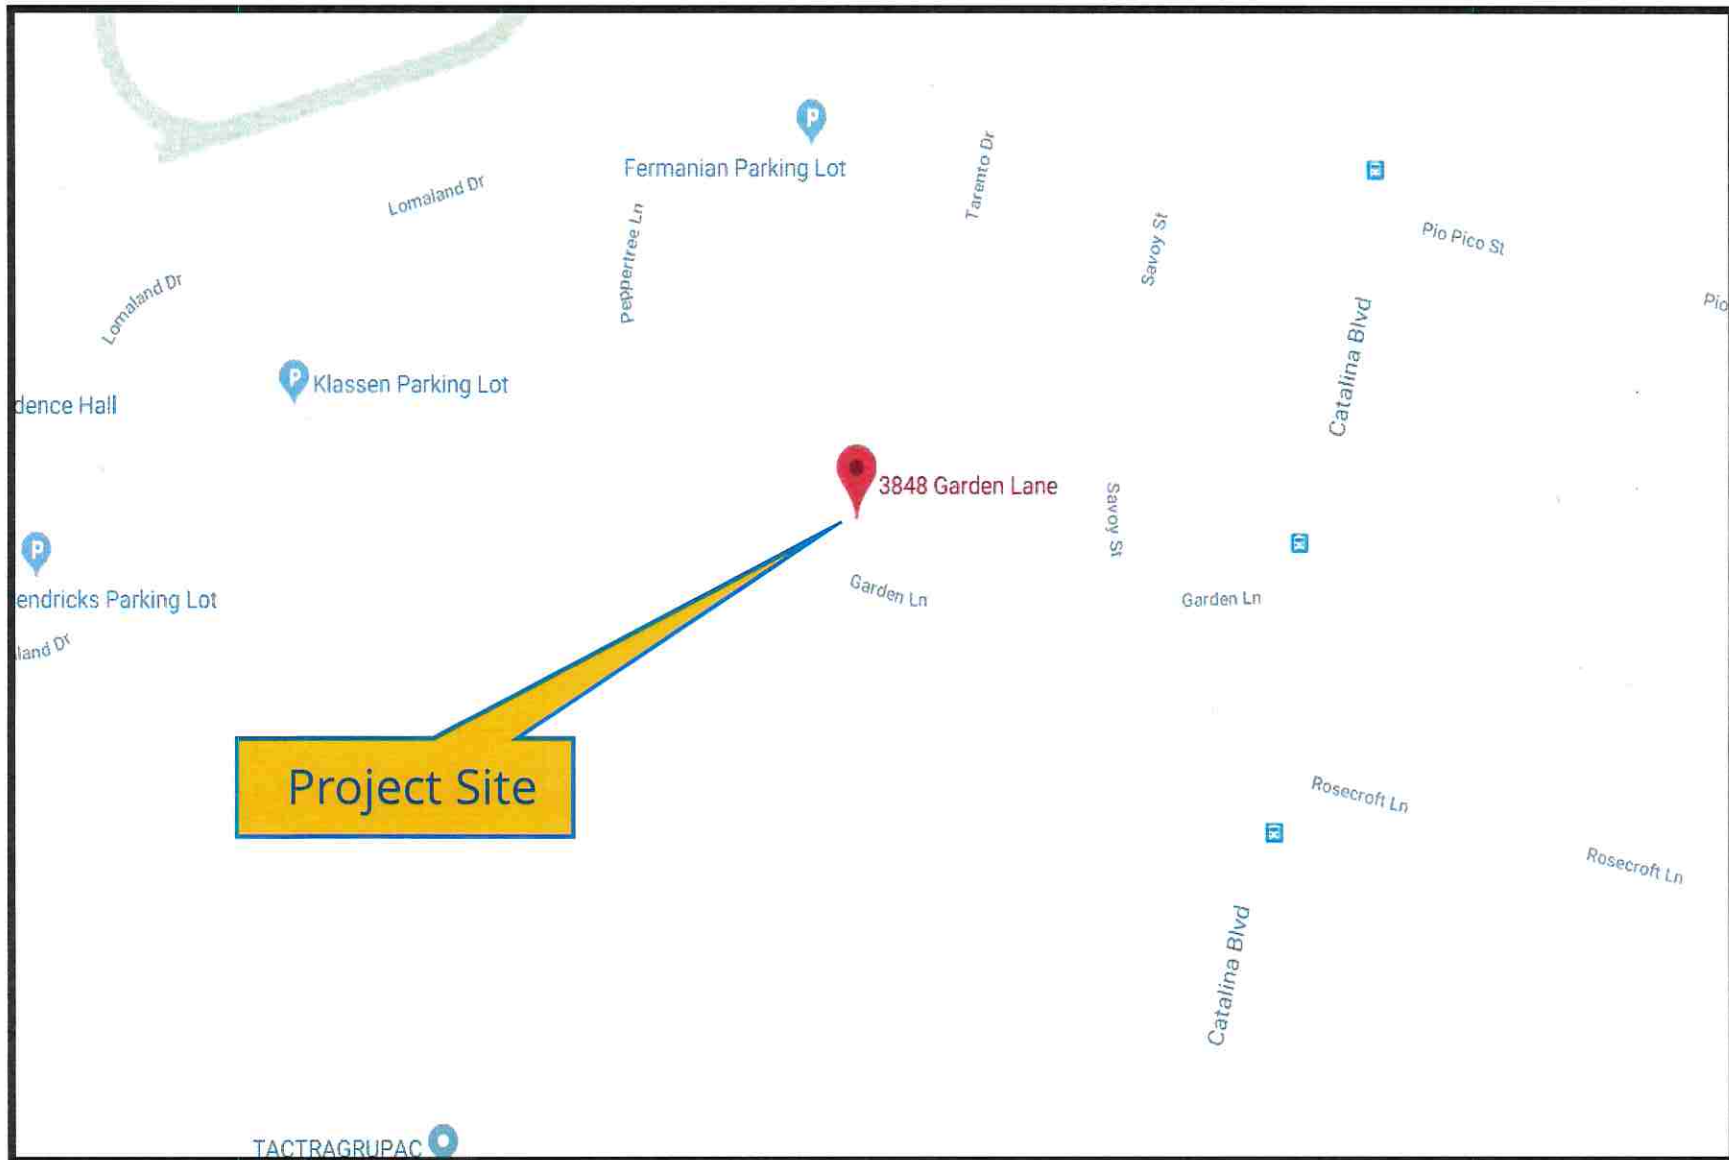 Fermanian Parking Lot
Tarento Dr
Lomaland Dr
Peppertree Ln
Savoy St
Pio Pico St
Pio
Lomaland Dr
Catalina Blvd
Klassen Parking Lot
dence Hall
3848 Garden Lane
Savoy St
Garden Ln
Garden Ln
endricks Parking Lot
land Dr
Project Site
Rosecroft Ln
Rosecroft Ln
Catalina Blvd
TACTRAGRUPAC